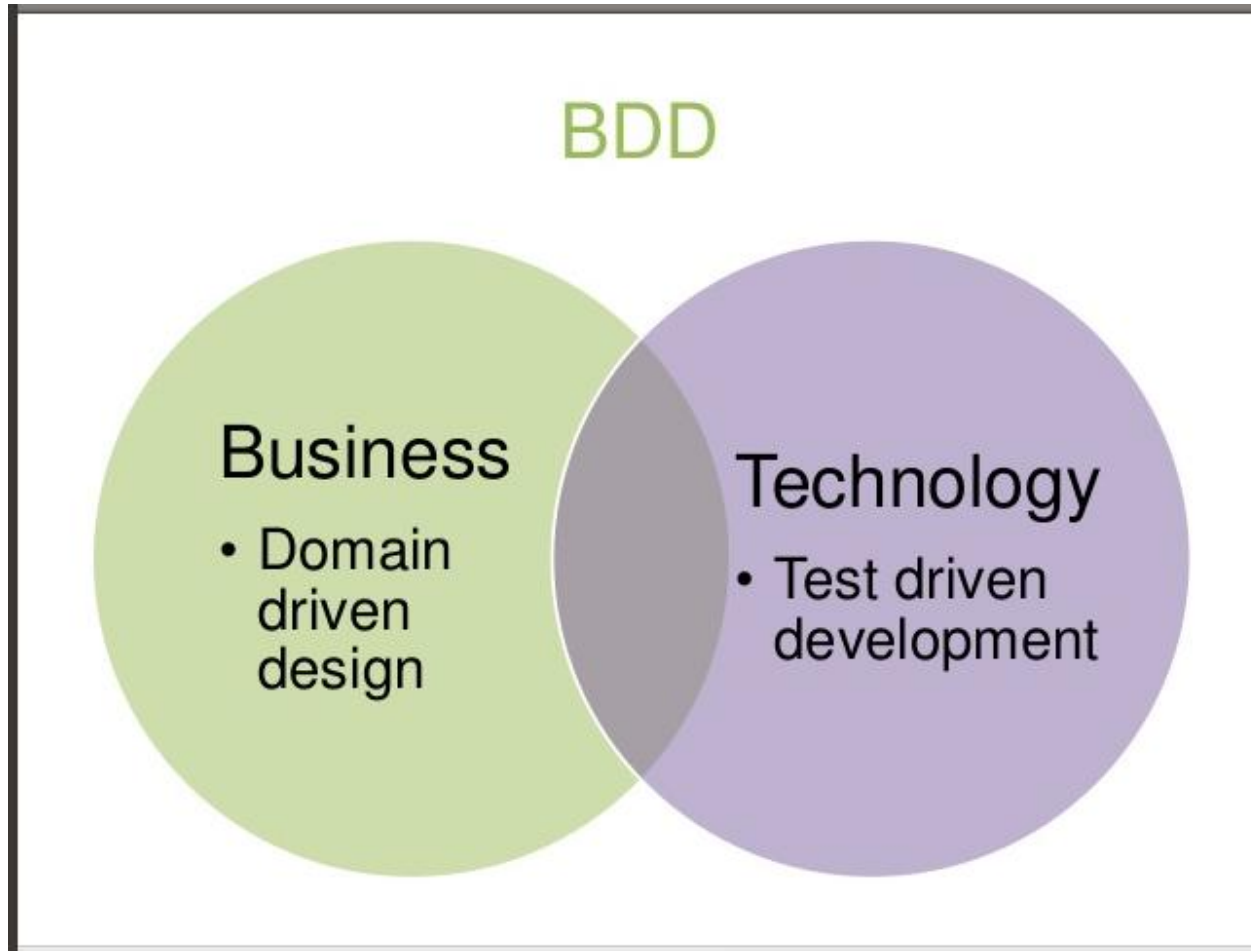 BDD
Business
• Domain
driven
design
Technology
• Test driven
development